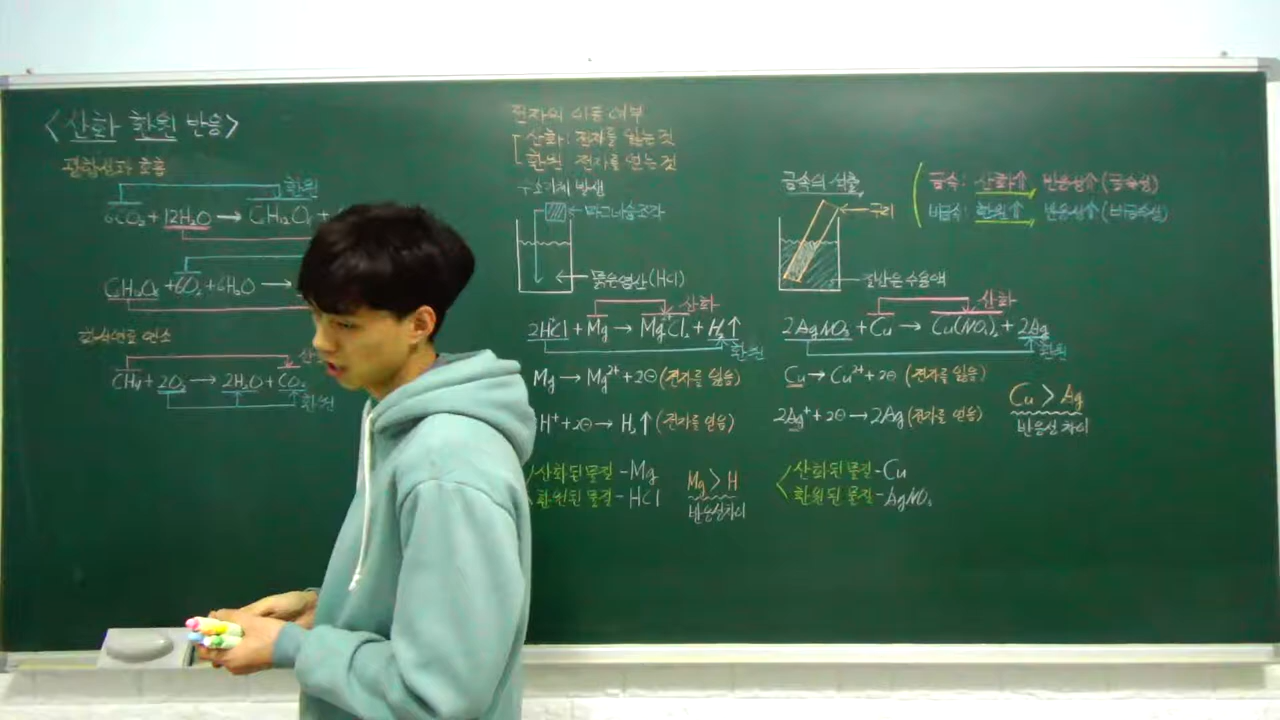 <산화 환원 반응>
광합성과 호흡
환원
6CO₂ + 12H₂O → C₆H₁₂O₆ +
C₆H₁₂O₆ + 6O₂ + 6H₂O →
화석연료 연소
CH₄ + 2O₂ → 2H₂O + CO₂
환원
전자의 이동 여부
산화: 전자를 잃는 것
환원: 전자를 얻는 것
수소기체 발생
마그네슘조각
묽은염산(HCl)
산화
2HCl + Mg → MgCl₂ + H₂↑
환원
Mg → Mg²⁺ + 2⊖ (전자를 잃음)
H⁺ + 2⊖ → H₂↑ (전자를 얻음)
산화된 물질 - Mg
환원된 물질 - HCl
Mg > H
반응성차이
금속의 석출
구리
질산은 수용액
산화
2AgNO₃ + Cu → Cu(NO₃)₂ + 2Ag
환원
Cu → Cu²⁺ + 2⊖ (전자를 잃음)
2Ag⁺ + 2⊖ → 2Ag (전자를 얻음)
Cu > Ag
반응성 차이
산화된 물질 - Cu
환원된 물질 - AgNO₃
금속: 산화↑ 반응성↑ (금속성)
비금속: 환원↑ 반응성↑ (비금속성)